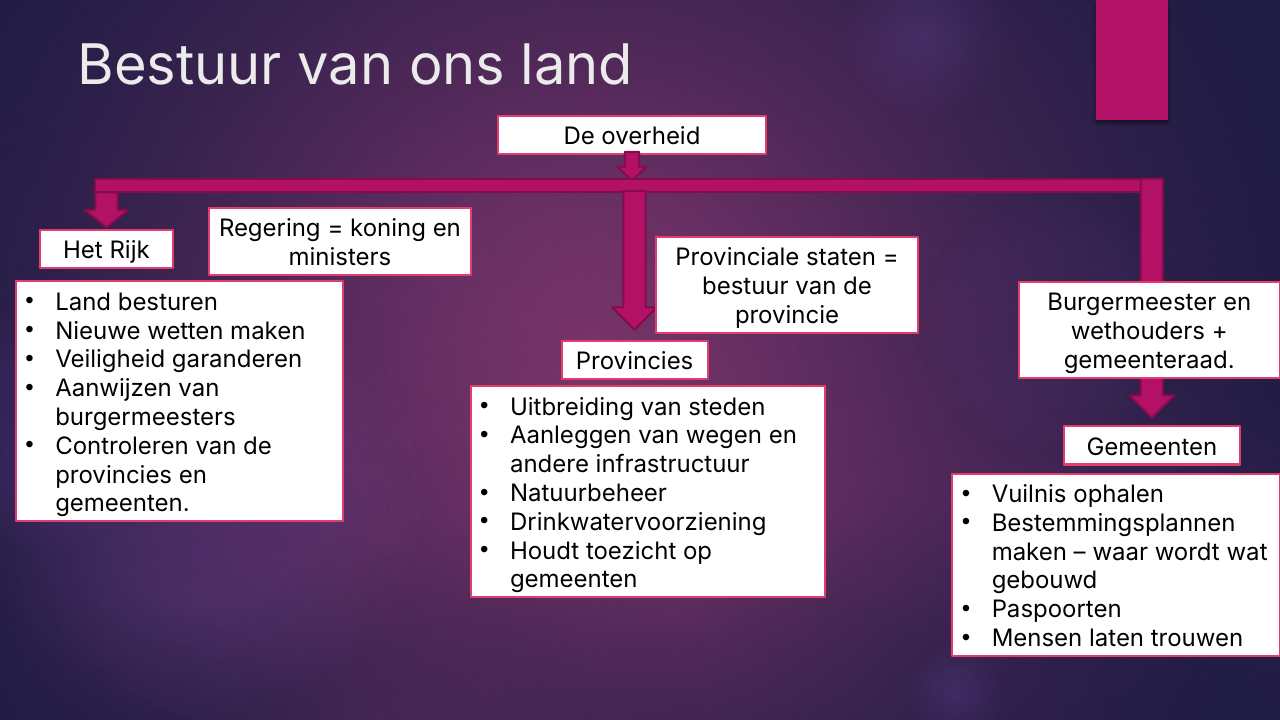 Bestuur van ons land
De overheid
Het Rijk
Regering = koning en
ministers
• Land besturen
• Nieuwe wetten maken
• Veiligheid garanderen
• Aanwijzen van
burgermeesters
• Controleren van de
provincies en
gemeenten.
Provinciale staten =
bestuur van de
provincie
Provincies
• Uitbreiding van steden
• Aanleggen van wegen en
andere infrastructuur
• Natuurbeheer
• Drinkwatervoorziening
• Houdt toezicht op
gemeenten
Burgermeester en
wethouders +
gemeenteraad.
Gemeenten
• Vuilnis ophalen
• Bestemmingsplannen
maken – waar wordt wat
gebouwd
• Paspoorten
• Mensen laten trouwen